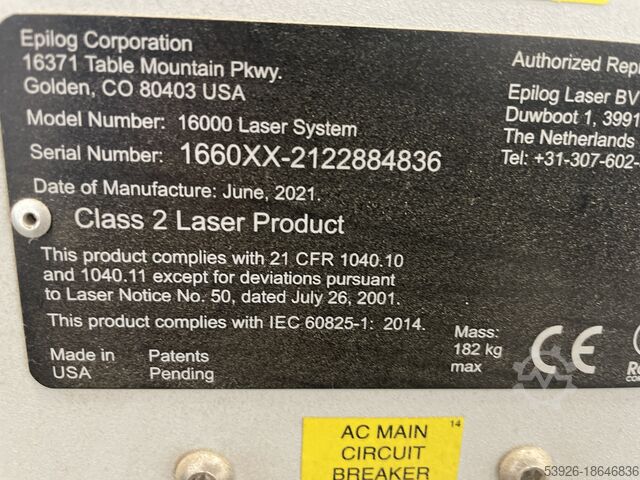 Epilog Corporation
16371 Table Mountain Pkwy.
Golden, CO 80403 USA
Model Number: 16000 Laser System
Serial Number: 1660XX-2122884836
Date of Manufacture: June, 2021.
Class 2 Laser Product
This product complies with 21 CFR 1040.10
and 1040.11 except for deviations pursuant
to Laser Notice No. 50, dated July 26, 2001.
This product complies with IEC 60825-1: 2014.
Made in
USA
Patents
Pending
Mass:
182 kg
max
CE
Authorized Repr
Epilog Laser BV
Duwboot 1, 3991
The Netherlands
Tel: +31-307-602-
14
AC MAIN
CIRCUIT
BREAKER
53926-18646836